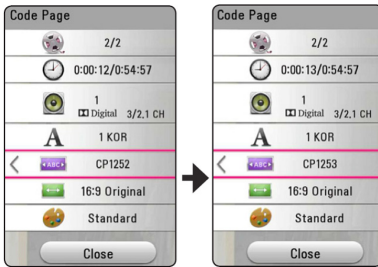 Code Page
2/2
0:00:12/0:54:57
1
Digital 3/2.1 CH
A
1 KOR
ABC
CP1252
16:9 Original
Standard
Close
Code Page
2/2
0:00:13/0:54:57
1
Digital 3/2.1 CH
A
1 KOR
ABC
CP1253
16:9 Original
Standard
Close